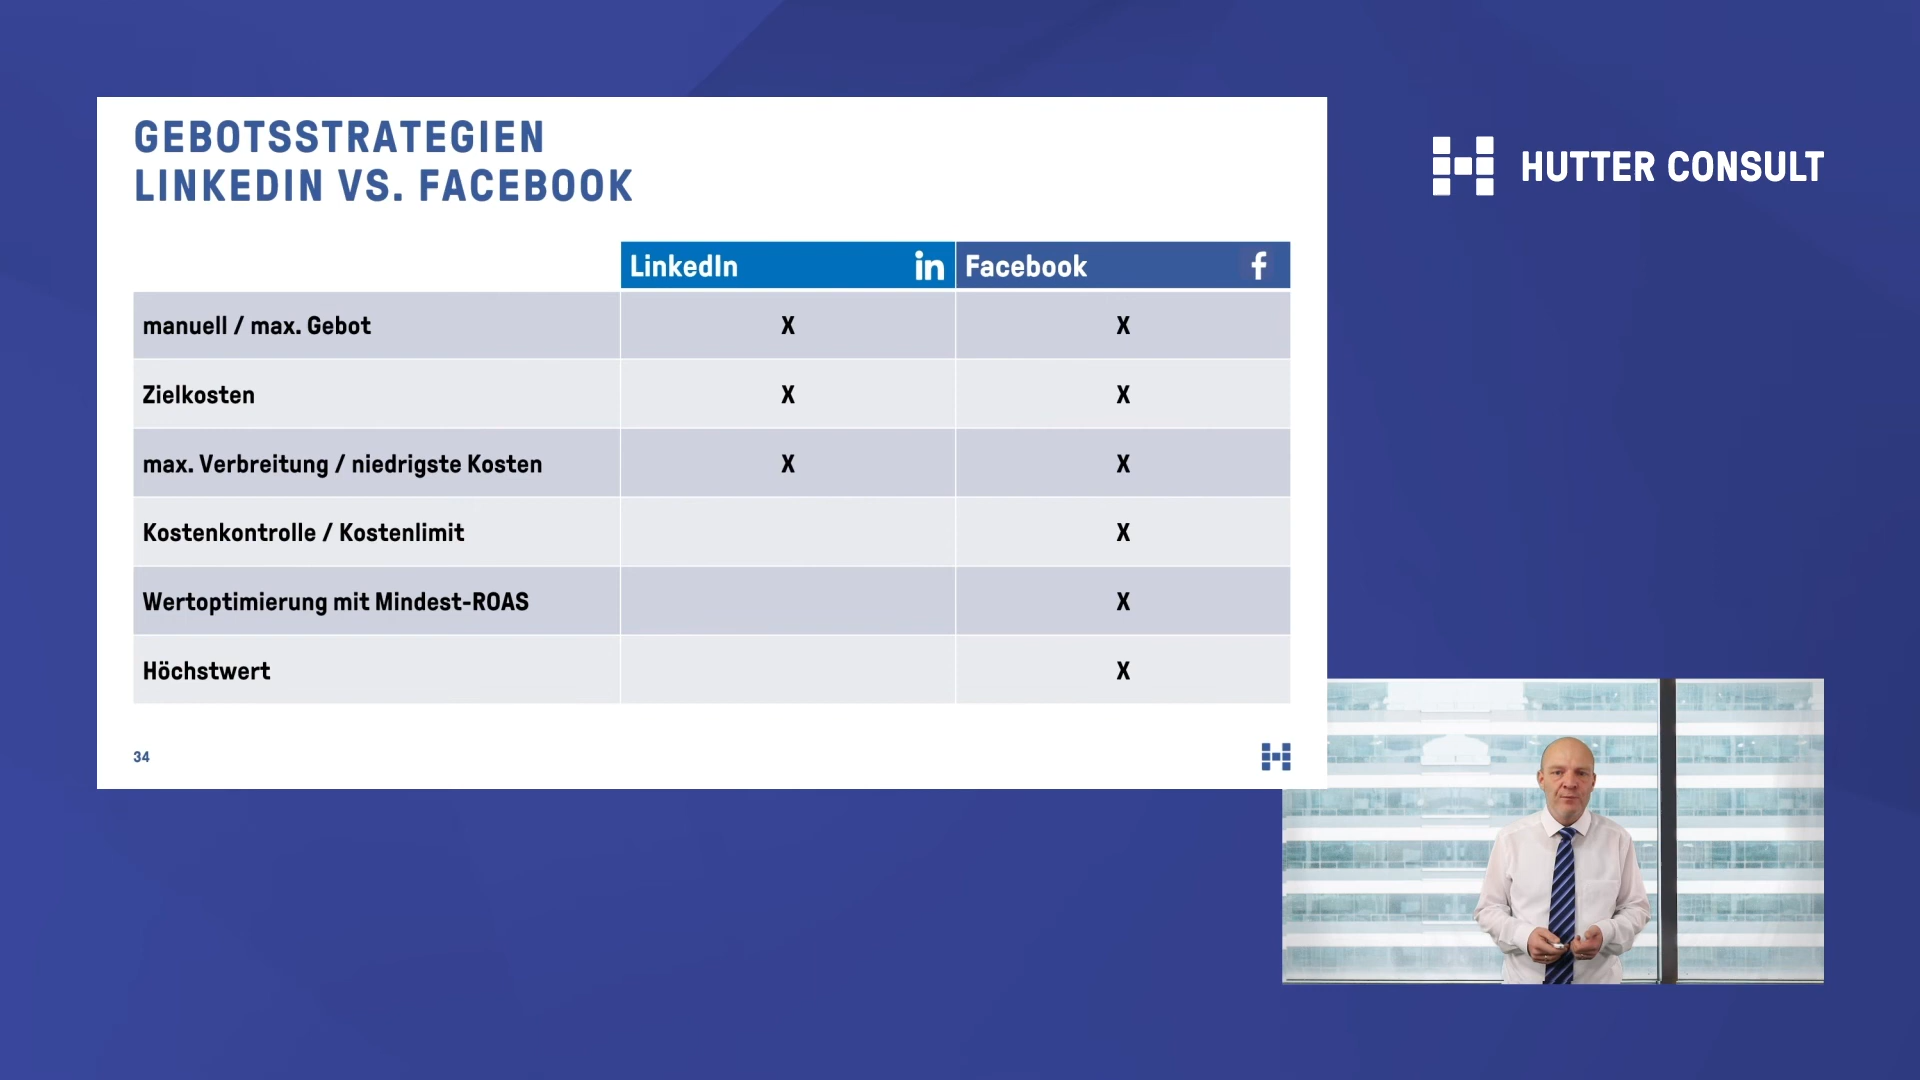 GEBOTSSTRATEGIEN
LINKEDIN VS. FACEBOOK
HUTTER CONSULT
LinkedIn in Facebook f
manuell / max. Gebot X X
Zielkosten X X
max. Verbreitung / niedrigste Kosten X X
Kostenkontrolle / Kostenlimit X
Wertoptimierung mit Mindest-ROAS X
Höchstwert X
34